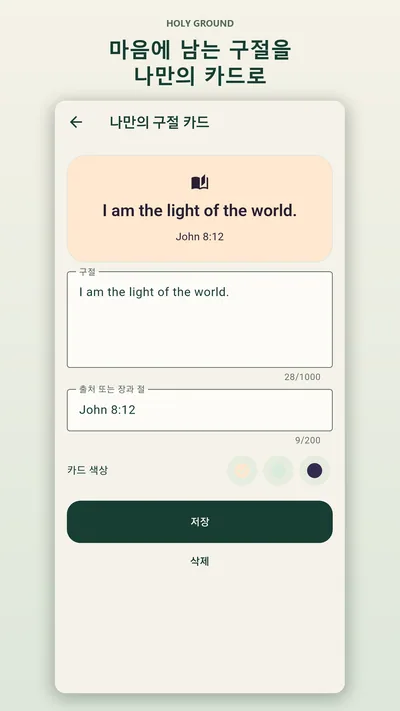 HOLY GROUND
마음에 남는 구절을
나만의 카드로
나만의 구절 카드
I am the light of the world.
John 8:12
구절
I am the light of the world.
28/1000
출처 또는 장과 절
John 8:12
9/200
카드 색상
저장
삭제